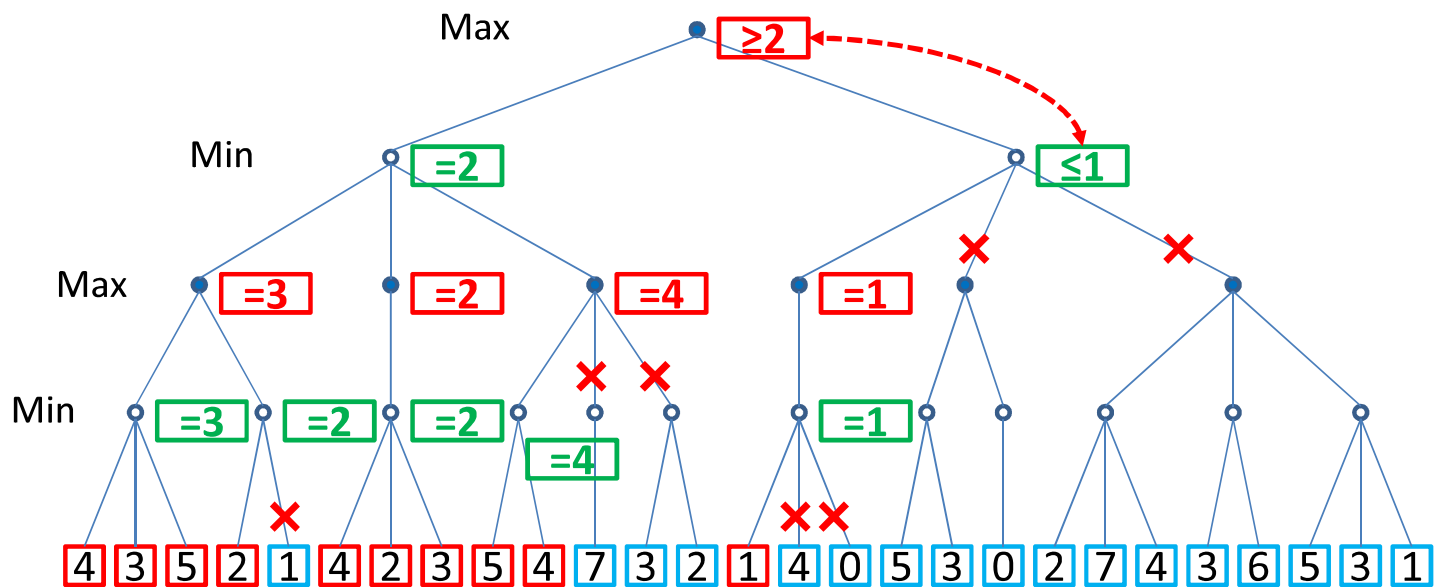 Max ≥2
Min =2 ≤1
Max =3 =2 =4 =1
Min =3 =2 =2 =1
=4
4 3 5 2 1 4 2 3 5 4 7 3 2 1 4 0 5 3 0 2 7 4 3 6 5 3 1